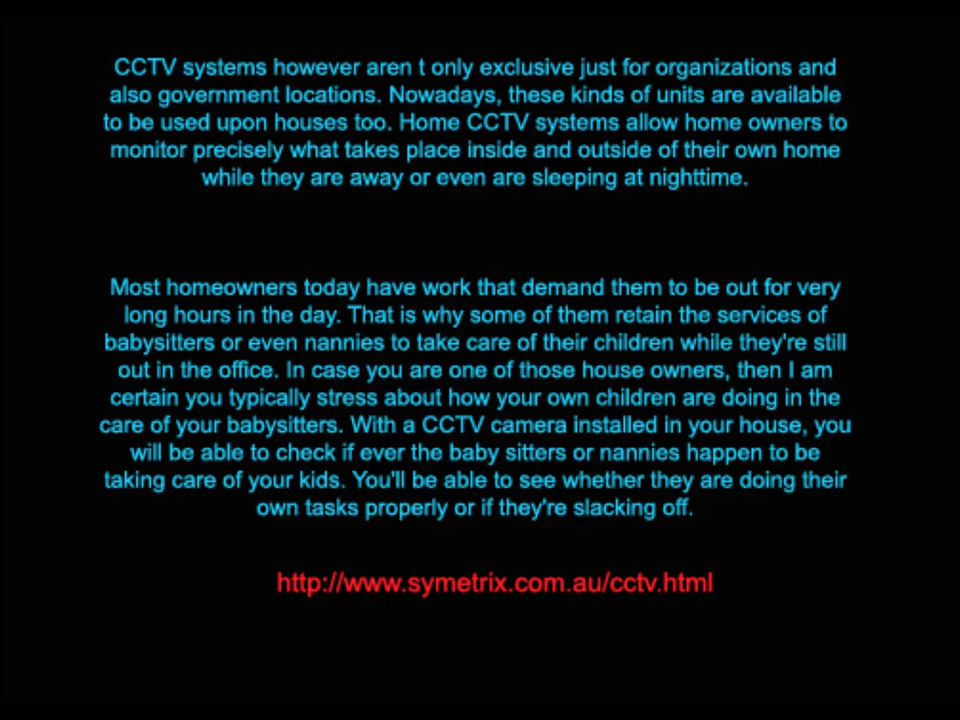 CCTV systems however aren t only exclusive just for organizations and
also government locations. Nowadays, these kinds of units are available
to be used upon houses too. Home CCTV systems allow home owners to
monitor precisely what takes place inside and outside of their own home
while they are away or even are sleeping at nighttime.
Most homeowners today have work that demand them to be out for very
long hours in the day. That is why some of them retain the services of
babysitters or even nannies to take care of their children while they're still
out in the office. In case you are one of those house owners, then I am
certain you typically stress about how your own children are doing in the
care of your babysitters. With a CCTV camera installed in your house, you
will be able to check if ever the baby sitters or nannies happen to be
taking care of your kids. You'll be able to see whether they are doing their
own tasks properly or if they're slacking off.
http://www.symetrix.com.au/cctv.html